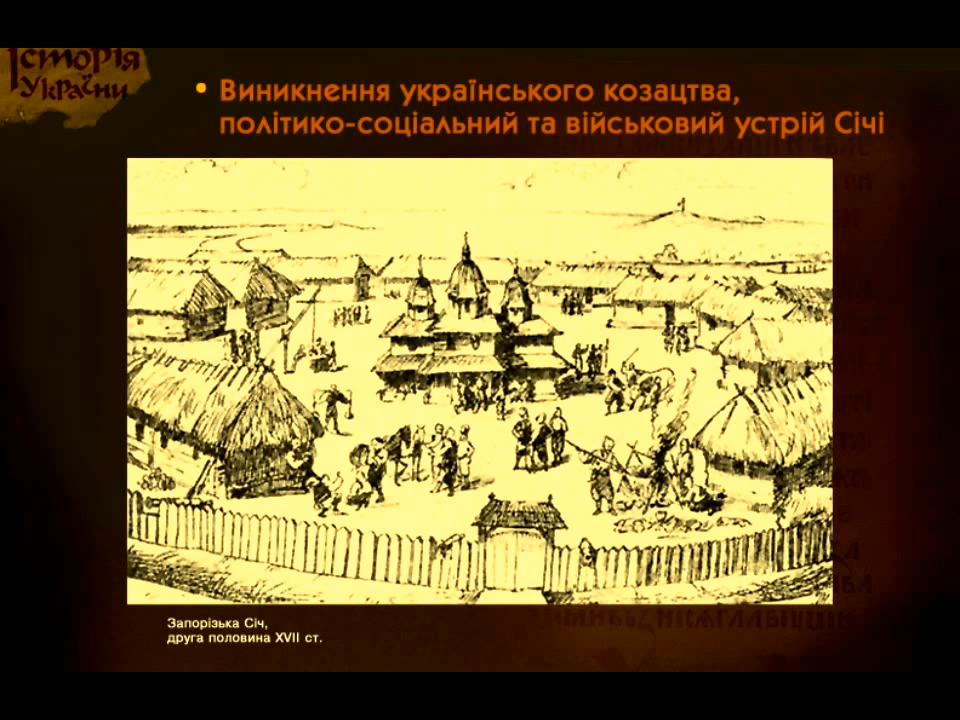 Історія
України
• Виникнення українського козацтва,
політико-соціальний та військовий устрій Січі
Запорізька Січ,
друга половина XVII ст.